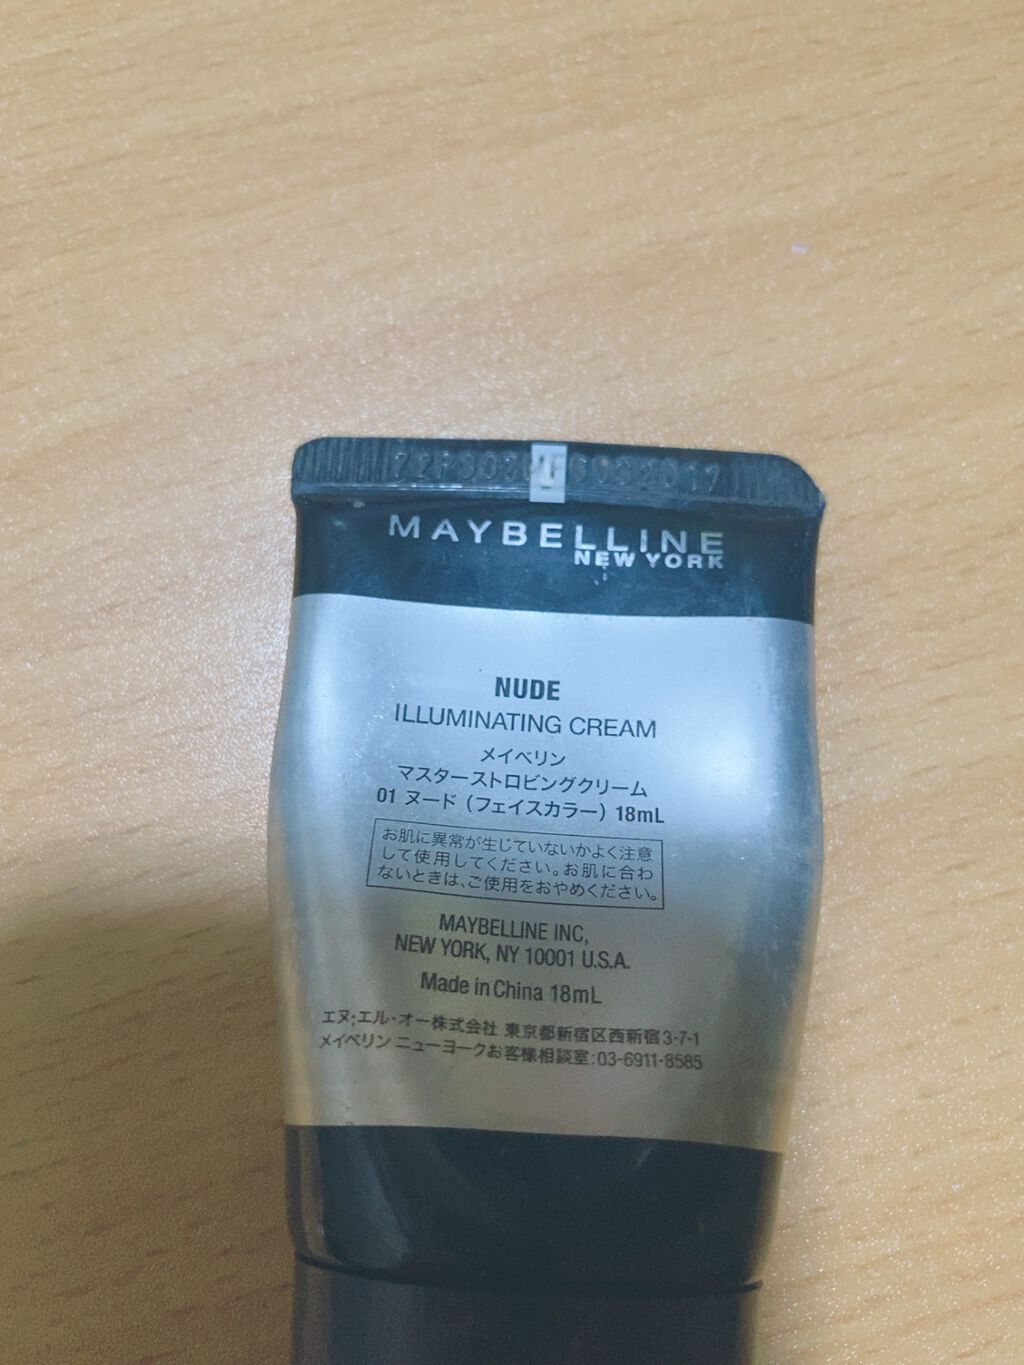 MAYBELLINE
NEW YORK
NUDE
ILLUMINATING CREAM
メイベリン
マスターストロビングクリーム
01 ヌード（フェイスカラー）18mL
お肌に異常が生じていないかよく注意
して使用してください。お肌に合わ
ないときは、ご使用をおやめください。
MAYBELLINE INC,
NEW YORK, NY 10001 U.S.A.
Made in China 18mL
エヌ;エル・オー株式会社 東京都新宿区西新宿3-7-1
メイベリン ニューヨークお客様相談室:03-6911-8585